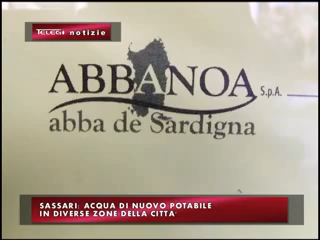 TELEGI notizie
ABBANOA S.p.A.
abba de Sardigna
SASSARI: ACQUA DI NUOVO POTABILE
IN DIVERSE ZONE DELLA CITTA'